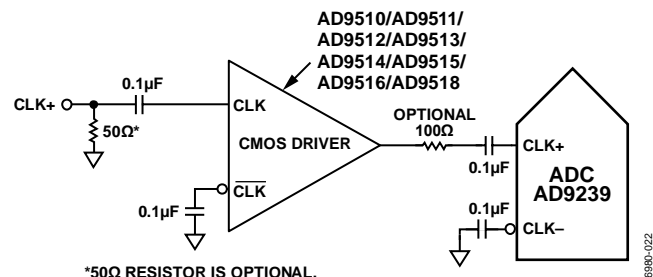 AD9510/AD9511/
AD9512/AD9513/
AD9514/AD9515/
AD9516/AD9518
0.1µF
CLK+
CLK
50Ω*
CMOS DRIVER
OPTIONAL
100Ω
0.1µF
CLK+
ADC
AD9239
CLK
0.1µF
0.1µF
CLK–
*50Ω RESISTOR IS OPTIONAL.
6980-022